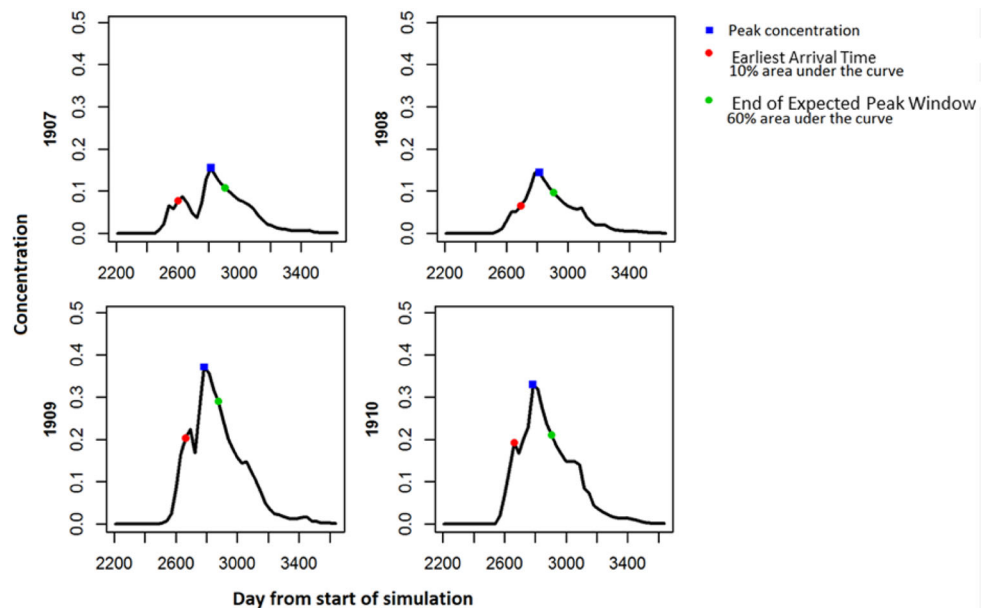 0.5
0.4
0.3
0.2
0.1
0.0
1907
2200 2600 3000 3400
0.5
0.4
0.3
0.2
0.1
0.0
1908
2200 2600 3000 3400
Peak concentration
Earliest Arrival Time
10% area under the curve
End of Expected Peak Window
60% area uder the curve
Concentration
0.5
0.4
0.3
0.2
0.1
0.0
1909
2200 2600 3000 3400
0.5
0.4
0.3
0.2
0.1
0.0
1910
2200 2600 3000 3400
Day from start of simulation